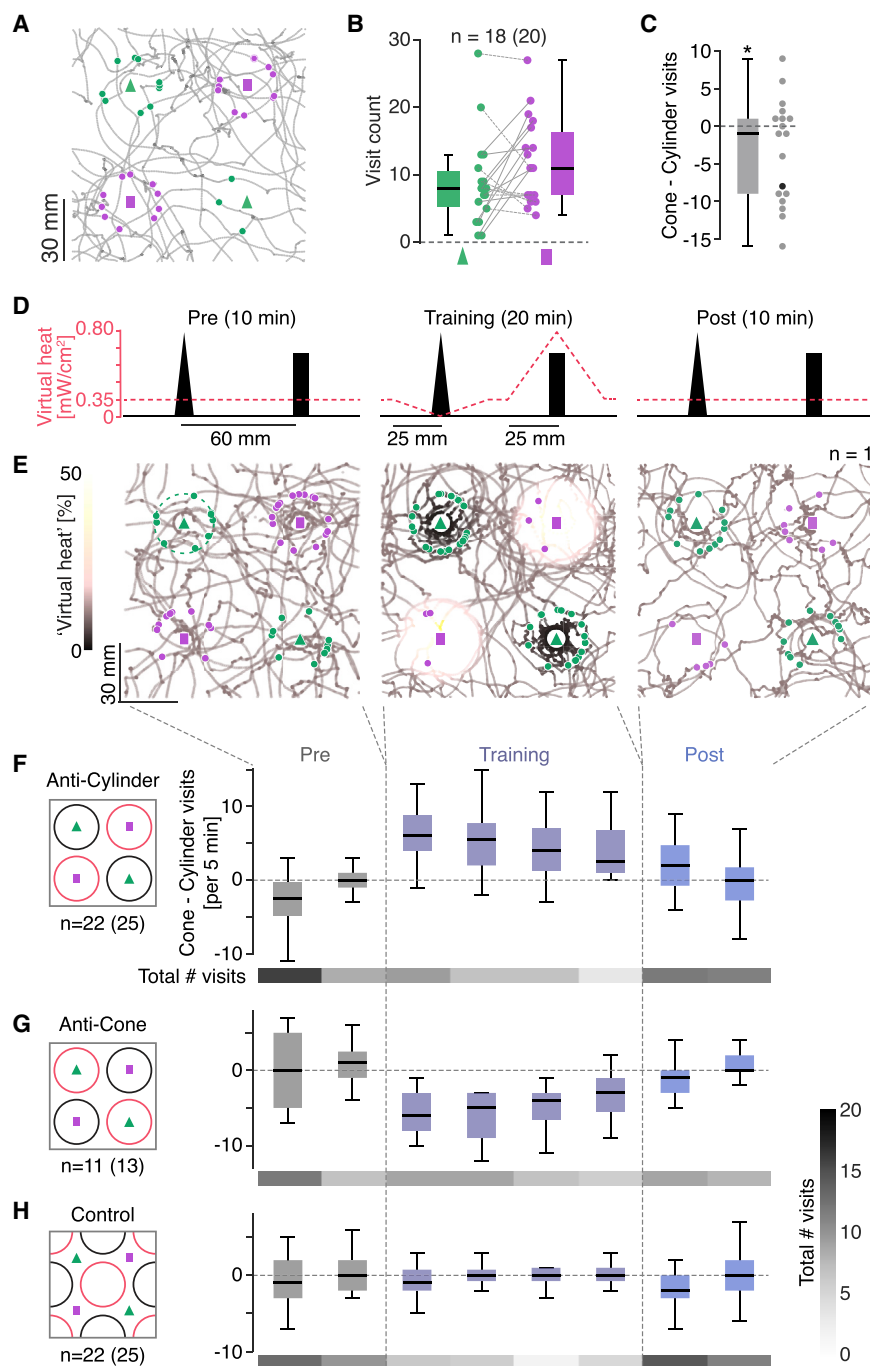 A
30 mm
B
n = 18 (20)
Visit count
30
20
10
0
C
*
Cone - Cylinder visits
10
5
0
-5
-10
-15
D
Virtual heat
[mW/cm²]
0.80
0.35
0
Pre (10 min)
Training (20 min)
Post (10 min)
60 mm
25 mm
25 mm
E
n = 1
'Virtual heat' [%]
50
0
30 mm
Pre
Training
Post
F
Anti-Cylinder
n=22 (25)
Cone - Cylinder visits
[per 5 min]
10
0
-10
Total # visits
G
Anti-Cone
n=11 (13)
0
-10
H
Control
n=22 (25)
0
-10
Total # visits
20
15
10
5
0